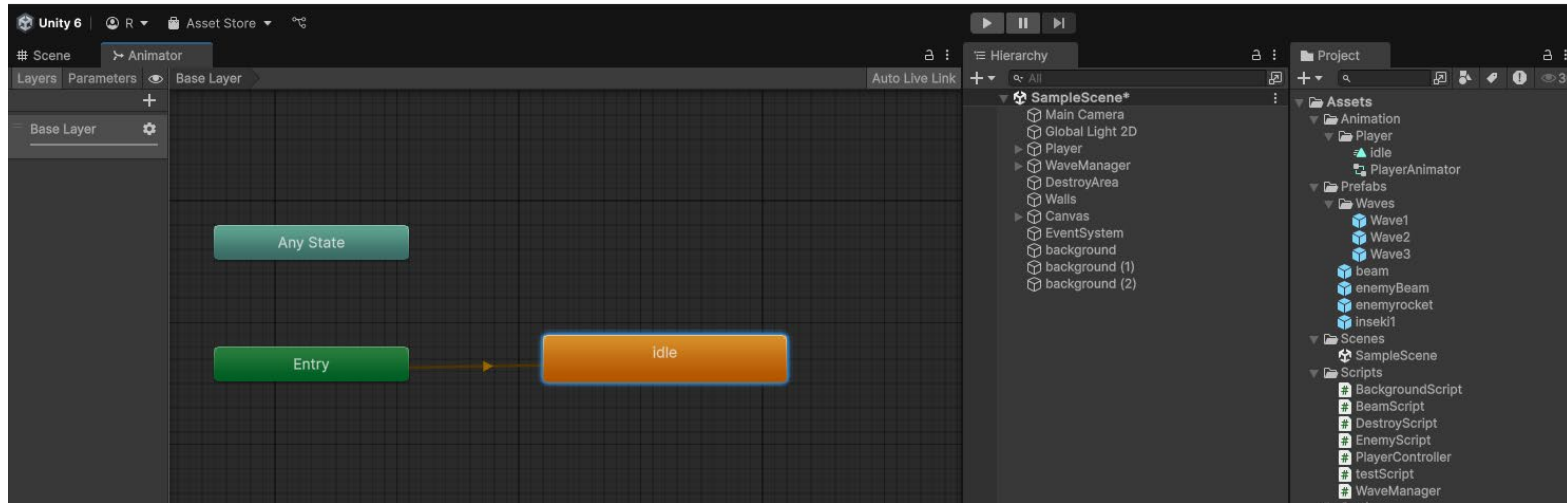 Unity 6 R Asset Store
Scene Animator
Layers Parameters Base Layer Auto Live Link
Base Layer
Any State
Entry
idle
Hierarchy
All
SampleScene*
Main Camera
Global Light 2D
Player
WaveManager
DestroyArea
Walls
Canvas
EventSystem
background
background (1)
background (2)
Project
3
Assets
Animation
Player
idle
PlayerAnimator
Prefabs
Waves
Wave1
Wave2
Wave3
beam
enemyBeam
enemyrocket
inseki1
Scenes
SampleScene
Scripts
BackgroundScript
BeamScript
DestroyScript
EnemyScript
PlayerController
testScript
WaveManager